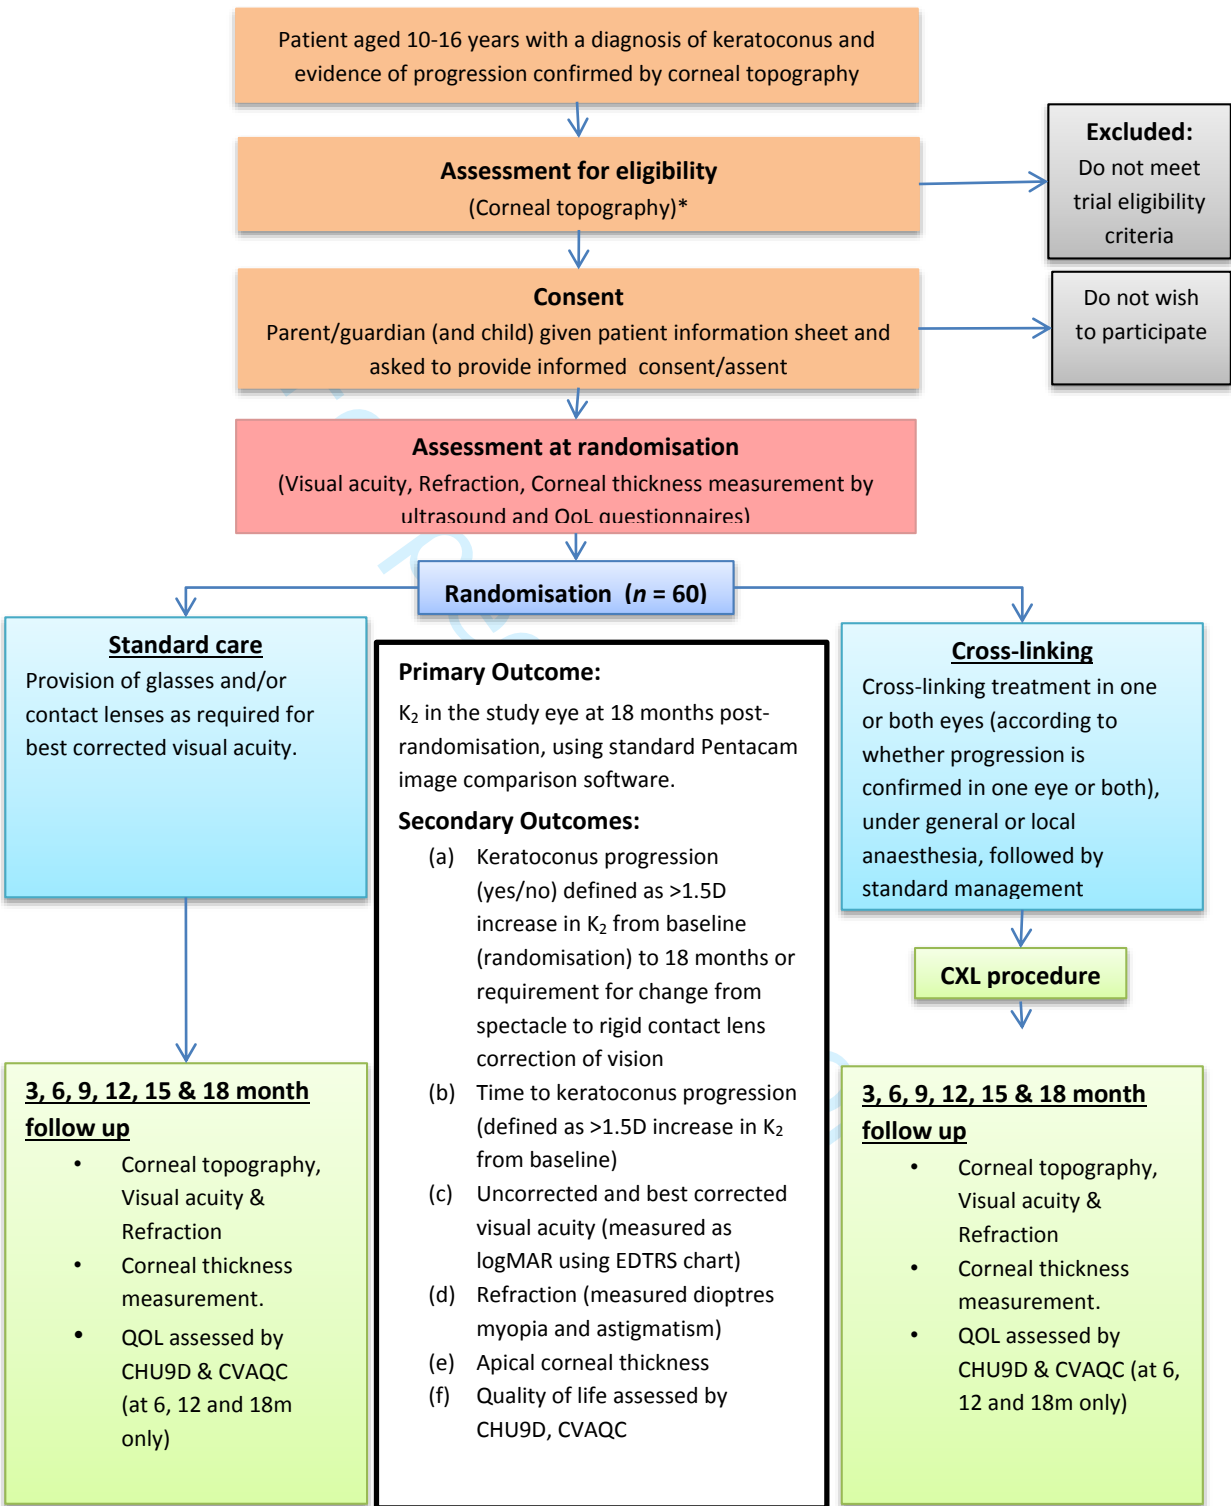 Patient aged 10-16 years with a diagnosis of keratoconus and
evidence of progression confirmed by corneal topography
Assessment for eligibility
(Corneal topography)*
Excluded:
Do not meet
trial eligibility
criteria
Consent
Parent/guardian (and child) given patient information sheet and
asked to provide informed consent/assent
Do not wish
to participate
Assessment at randomisation
(Visual acuity, Refraction, Corneal thickness measurement by
ultrasound and QoL questionnaires)
Randomisation (n = 60)
Standard care
Provision of glasses and/or
contact lenses as required for
best corrected visual acuity.
Primary Outcome:
K2 in the study eye at 18 months post-
randomisation, using standard Pentacam
image comparison software.
Secondary Outcomes:
(a) Keratoconus progression
(yes/no) defined as >1.5D
increase in K2 from baseline
(randomisation) to 18 months or
requirement for change from
spectacle to rigid contact lens
correction of vision
(b) Time to keratoconus progression
(defined as >1.5D increase in K2
from baseline)
(c) Uncorrected and best corrected
visual acuity (measured as
logMAR using EDTRS chart)
(d) Refraction (measured dioptres
myopia and astigmatism)
(e) Apical corneal thickness
(f) Quality of life assessed by
CHU9D, CVAQC
Cross-linking
Cross-linking treatment in one
or both eyes (according to
whether progression is
confirmed in one eye or both),
under general or local
anaesthesia, followed by
standard management
CXL procedure
3, 6, 9, 12, 15 & 18 month
follow up
• Corneal topography,
Visual acuity &
Refraction
• Corneal thickness
measurement.
• QOL assessed by
CHU9D & CVAQC
(at 6, 12 and 18m
only)
3, 6, 9, 12, 15 & 18 month
follow up
• Corneal topography,
Visual acuity &
Refraction
• Corneal thickness
measurement.
• QOL assessed by
CHU9D & CVAQC (at 6,
12 and 18m only)